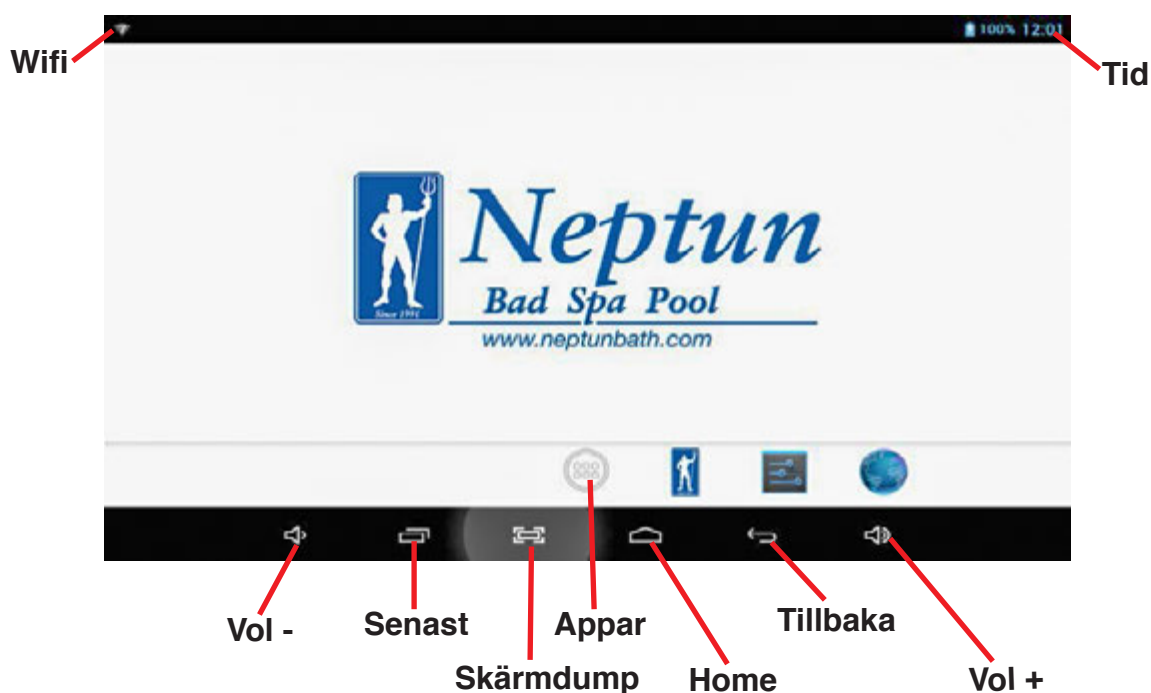 100% 12:01
Wifi
Tid
Neptun
Bad Spa Pool
Since 1991
www.neptunbath.com
Vol -
Senast
Appar
Tillbaka
Skärmdump
Home
Vol +